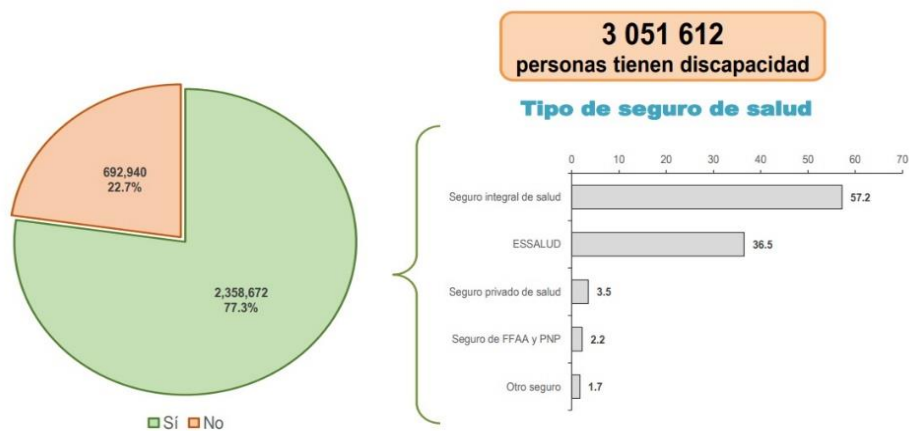 3 051 612
personas tienen discapacidad
Tipo de seguro de salud
692,940
22.7%
2,358,672
77.3%
Sí No
0 10 20 30 40 50 60 70
Seguro integral de salud 57.2
ESSALUD 36.5
Seguro privado de salud 3.5
Seguro de FFAA y PNP 2.2
Otro seguro 1.7